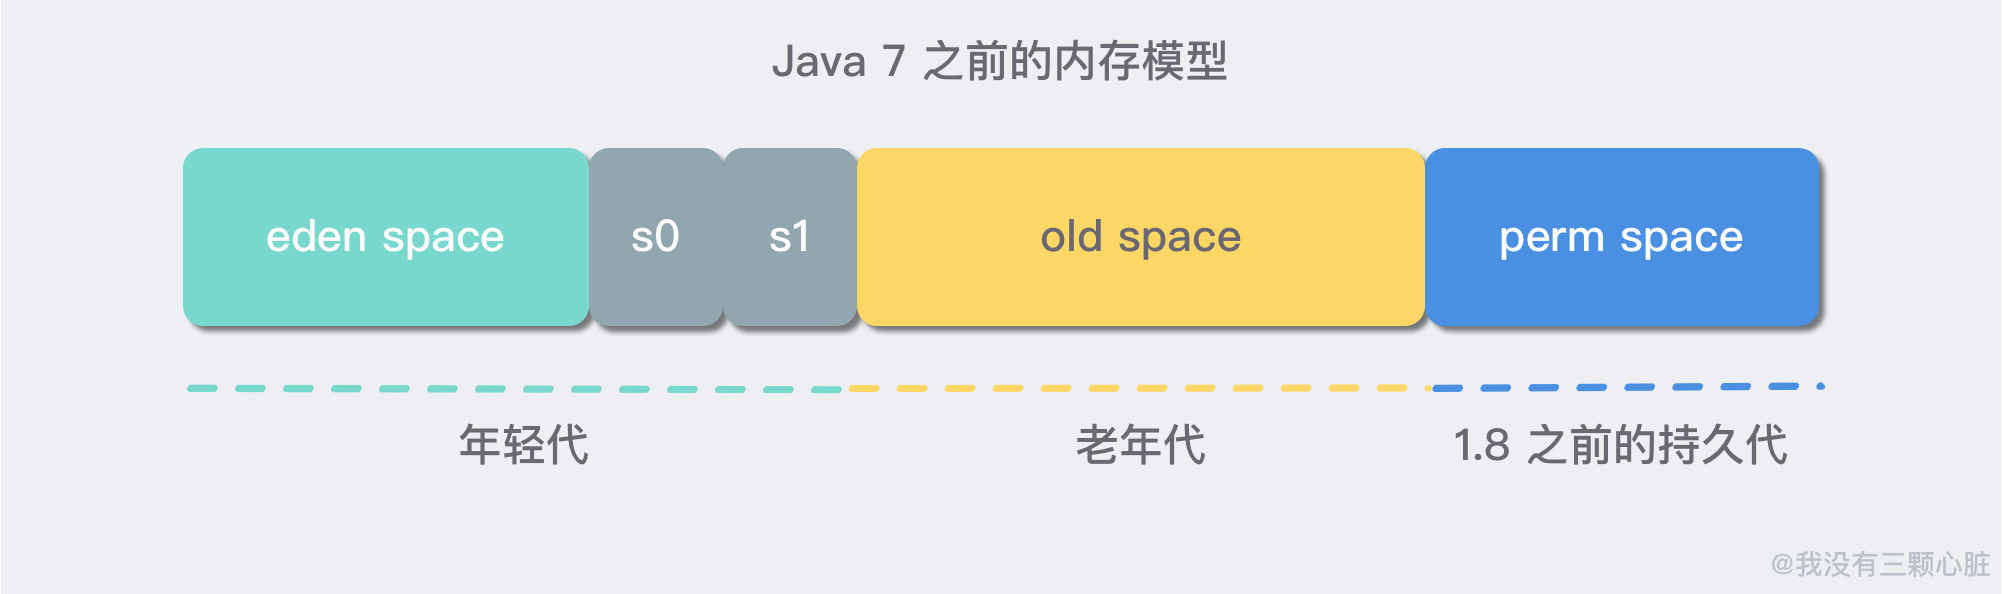 Java 7 之前的内存模型
eden space
s0
s1
old space
perm space
年轻代
老年代
1.8 之前的持久代
@我没有三颗心脏